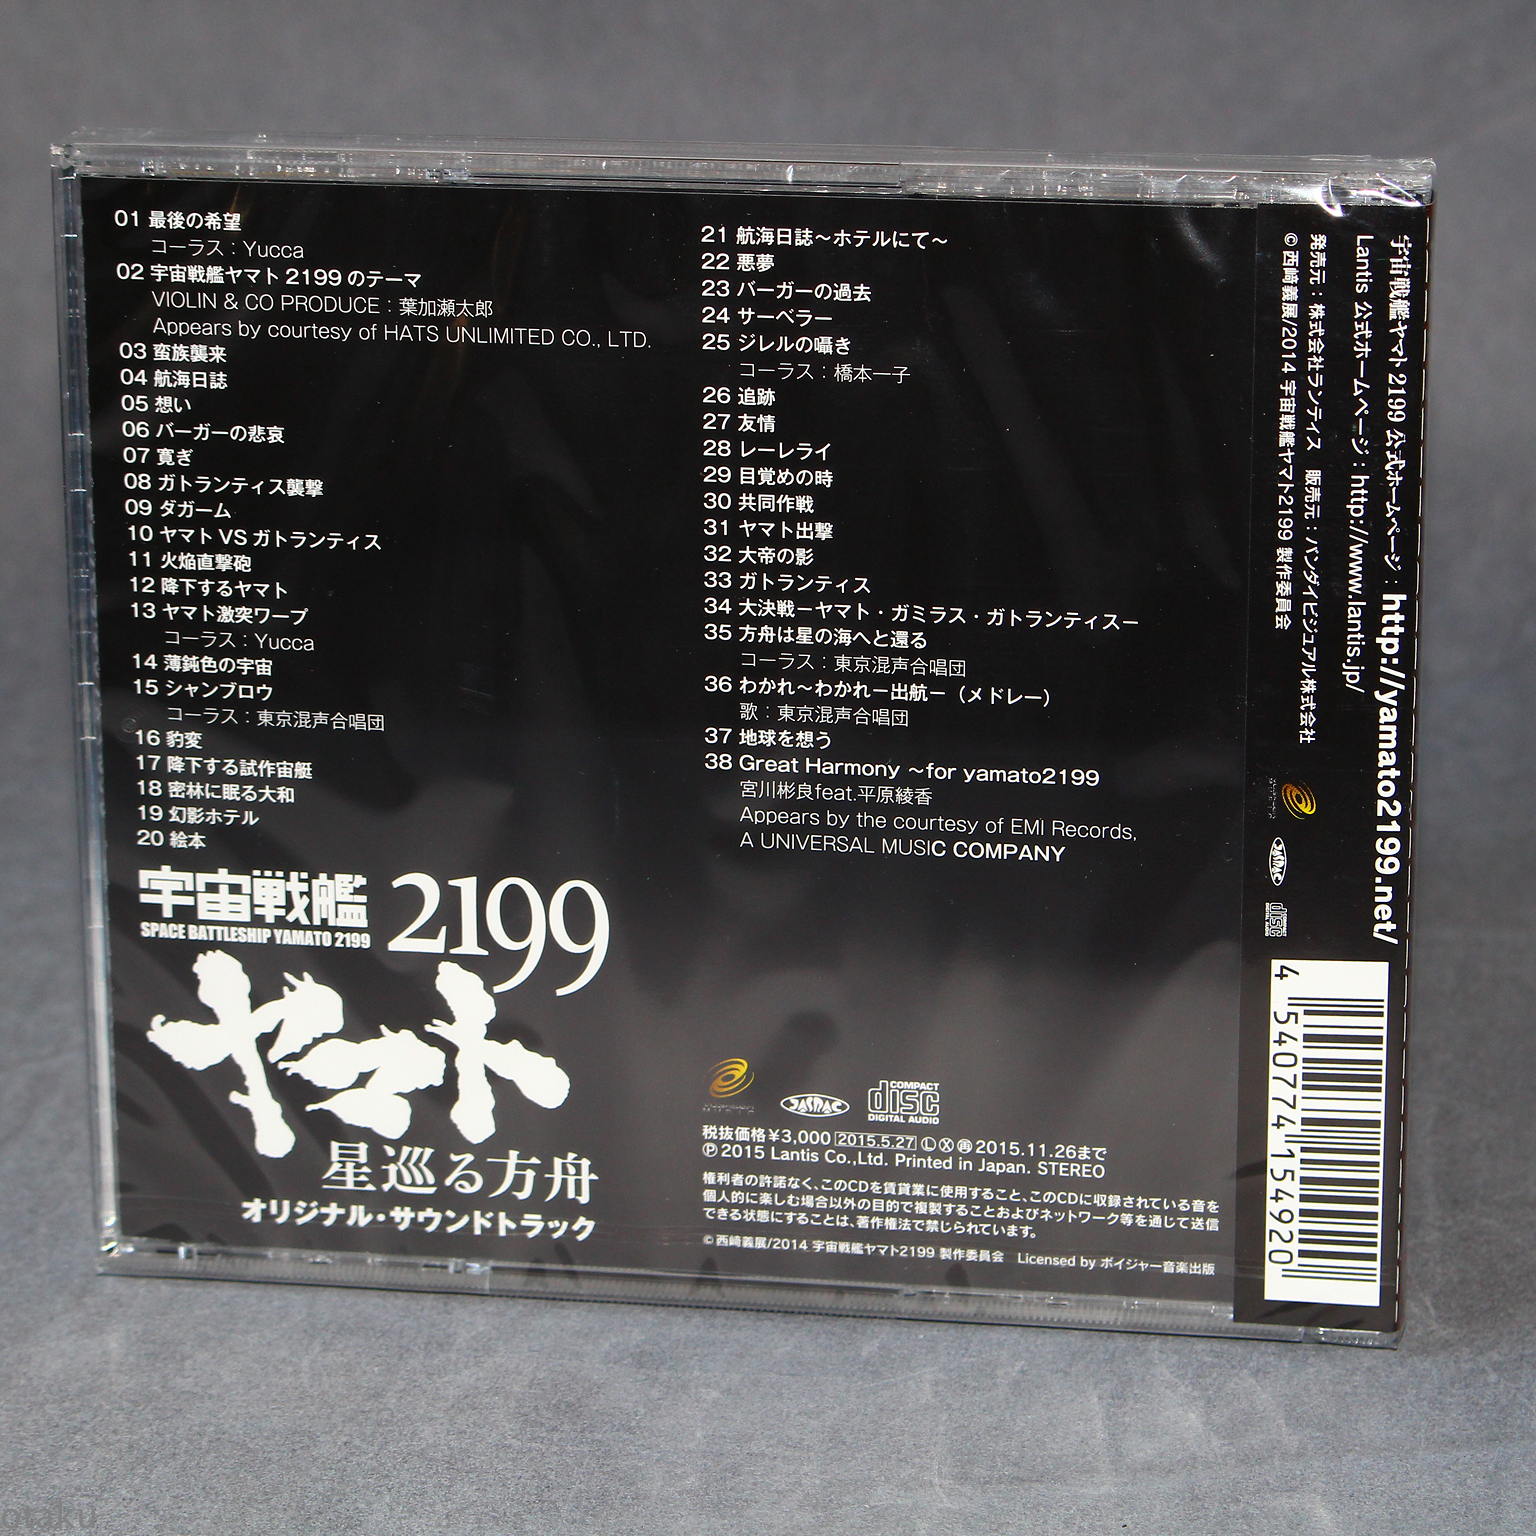 01 最後の希望
コーラス：Yucca
02 宇宙戦艦ヤマト 2199 のテーマ
VIOLIN & CO PRODUCE：葉加瀬太郎
Appears by courtesy of HATS UNLIMITED CO., LTD.
03 蛮族襲来
04 航海日誌
05 想い
06 バーガーの悲哀
07 寛ぎ
08 ガトランティス襲撃
09 ダガーム
10 ヤマト VS ガトランティス
11 火焔直撃砲
12 降下するヤマト
13 ヤマト激突ワープ
コーラス：Yucca
14 薄鈍色の宇宙
15 シャンブロウ
コーラス：東京混声合唱団
16 豹変
17 降下する試作宙艇
18 密林に眠る大和
19 幻影ホテル
20 絵本
宇宙戦艦 2199
SPACE BATTLESHIP YAMATO 2199
ヤマト
星巡る方舟
オリジナル・サウンドトラック
21 航海日誌〜ホテルにて〜
22 悪夢
23 バーガーの過去
24 サーベラー
25 ジレルの囁き
コーラス：橋本一子
26 追跡
27 友情
28 レーレライ
29 目覚めの時
30 共同作戦
31 ヤマト出撃
32 大帝の影
33 ガトランティス
34 大決戦－ヤマト・ガミラス・ガトランティス－
35 方舟は星の海へと還る
コーラス：東京混声合唱団
36 わかれ〜わかれ－出航－（メドレー）
歌：東京混声合唱団
37 地球を想う
38 Great Harmony 〜for yamato2199
宮川彬良feat.平原綾香
Appears by the courtesy of EMI Records,
A UNIVERSAL MUSIC COMPANY
JASRAC
COMPACT
disc
DIGITAL AUDIO
税抜価格¥3,000 2015.5.27 Ⓛ Ⓧ ㊞ 2015.11.26まで
Ⓟ2015 Lantis Co.,Ltd. Printed in Japan. STEREO
権利者の許諾なく、このCDを賃貸業に使用すること、このCDに収録されている音を
個人的に楽しむ場合以外の目的で複製することおよびネットワーク等を通じて送信
できる状態にすることは、著作権法で禁じられています。
©西﨑義展/2014 宇宙戦艦ヤマト2199 製作委員会 Licensed by ボイジャー音楽出版
宇宙戦艦ヤマト 2199 公式ホームページ：http://yamato2199.net/
Lantis 公式ホームページ：http://www.lantis.jp/
発売元：株式会社ランティス 販売元：バンダイビジュアル株式会社
©西﨑義展/2014 宇宙戦艦ヤマト2199 製作委員会
JASRAC
disc
4 540774 154920
otaku